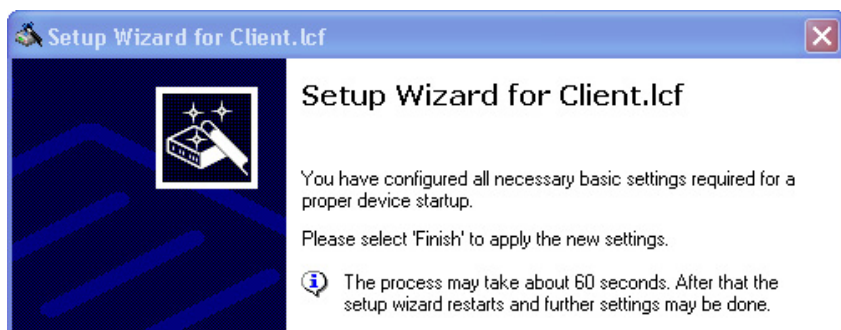 Setup Wizard for Client.lcf
Setup Wizard for Client.lcf
You have configured all necessary basic settings required for a
proper device startup.
Please select 'Finish' to apply the new settings.
The process may take about 60 seconds. After that the
setup wizard restarts and further settings may be done.